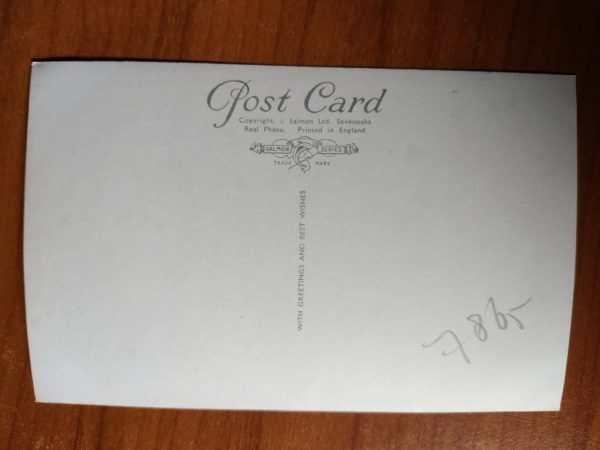 Post Card
Copyright. J. Salmon Ltd. Sevenoaks
Real Photo. Printed in England
SALMON SERIES
TRADE MARK
WITH GREETINGS AND BEST WISHES
7865